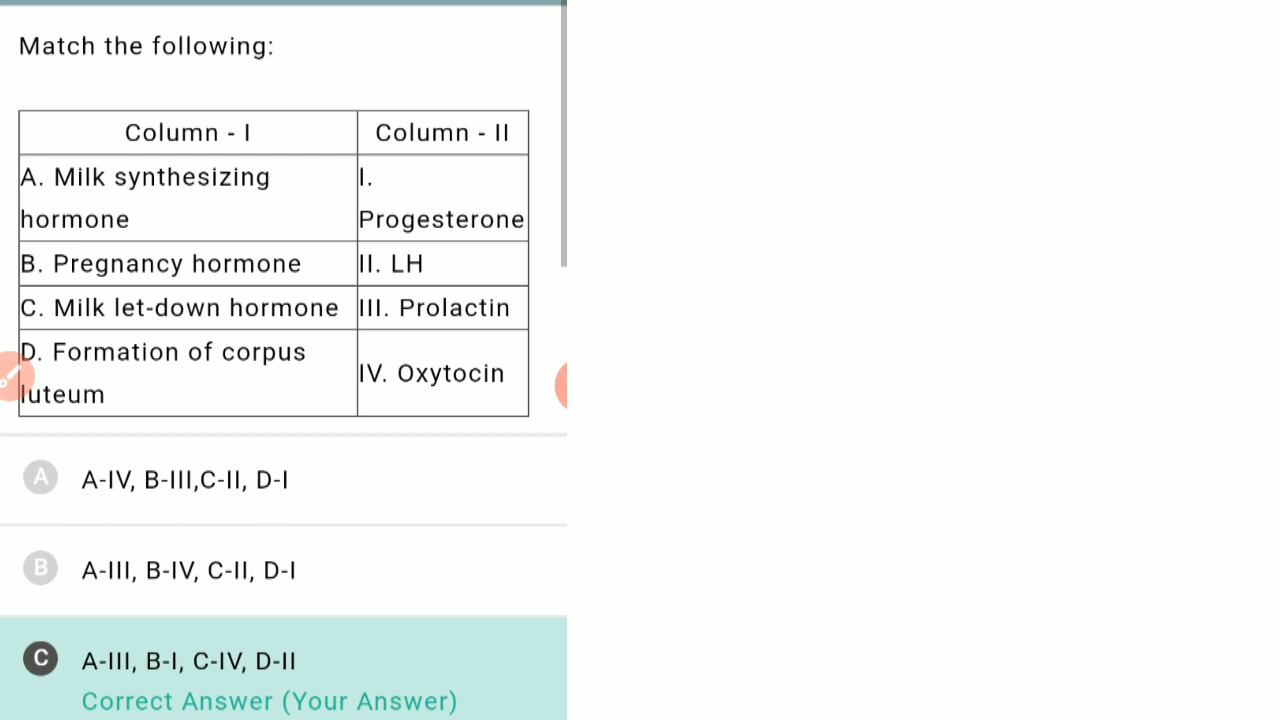 Match the following:
Column - I
Column - II
A. Milk synthesizing
hormone
I.
Progesterone
B. Pregnancy hormone
II. LH
C. Milk let-down hormone
III. Prolactin
D. Formation of corpus
luteum
IV. Oxytocin
A
A-IV, B-III,C-II, D-I
B
A-III, B-IV, C-II, D-I
C
A-III, B-I, C-IV, D-II
Correct Answer (Your Answer)